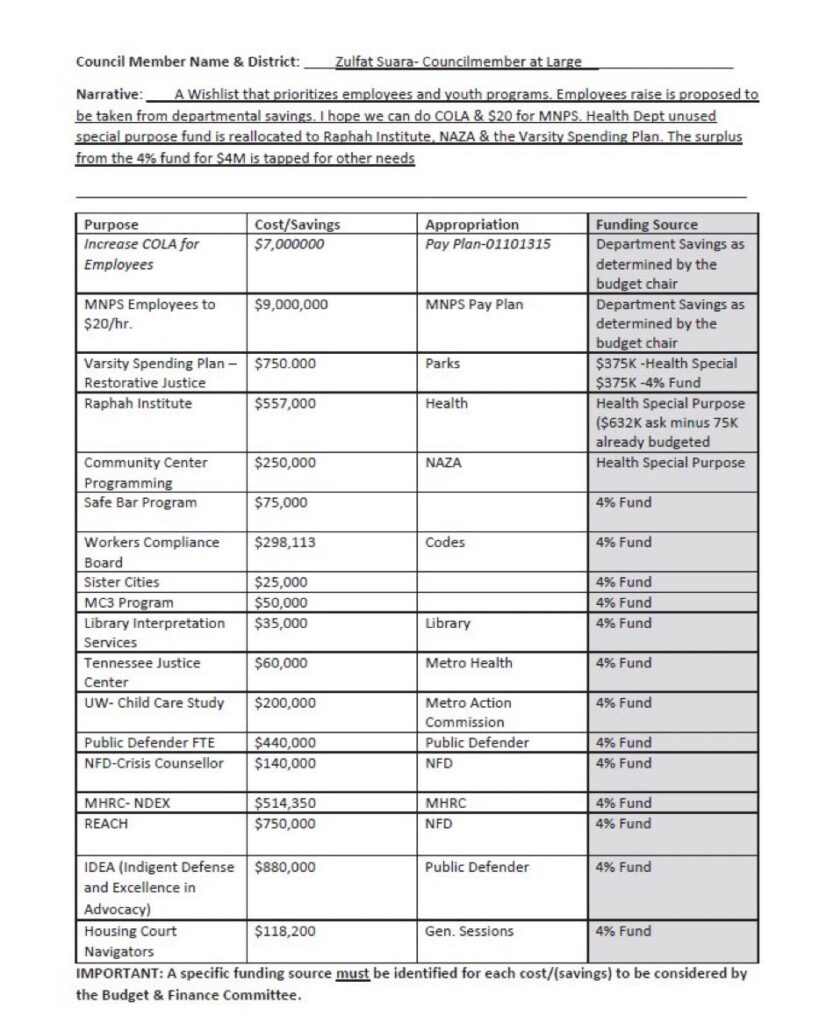 Council Member Name & District: ____Zulfat Suara- Councilmember at Large____
Narrative: ____A Wishlist that prioritizes employees and youth programs. Employees raise is proposed to
be taken from departmental savings. I hope we can do COLA & $20 for MNPS. Health Dept unused
special purpose fund is reallocated to Raphah Institute, NAZA & the Varsity Spending Plan. The surplus
from the 4% fund for $4M is tapped for other needs
Purpose Cost/Savings Appropriation Funding Source
Increase COLA for $7,000000 Pay Plan-01101315 Department Savings as
Employees determined by the
budget chair
MNPS Employees to $9,000,000 MNPS Pay Plan Department Savings as
$20/hr. determined by the
budget chair
Varsity Spending Plan – $750.000 Parks $375K -Health Special
Restorative Justice $375K -4% Fund
Raphah Institute $557,000 Health Health Special Purpose
($632K ask minus 75K
already budgeted
Community Center $250,000 NAZA Health Special Purpose
Programming
Safe Bar Program $75,000 4% Fund
Workers Compliance $298,113 Codes 4% Fund
Board
Sister Cities $25,000 4% Fund
MC3 Program $50,000 4% Fund
Library Interpretation $35,000 Library 4% Fund
Services
Tennessee Justice $60,000 Metro Health 4% Fund
Center
UW- Child Care Study $200,000 Metro Action 4% Fund
Commission
Public Defender FTE $440,000 Public Defender 4% Fund
NFD-Crisis Counsellor $140,000 NFD 4% Fund
MHRC- NDEX $514,350 MHRC 4% Fund
REACH $750,000 NFD 4% Fund
IDEA (Indigent Defense $880,000 Public Defender 4% Fund
and Excellence in
Advocacy)
Housing Court $118,200 Gen. Sessions 4% Fund
Navigators
IMPORTANT: A specific funding source must be identified for each cost/(savings) to be considered by
the Budget & Finance Committee.